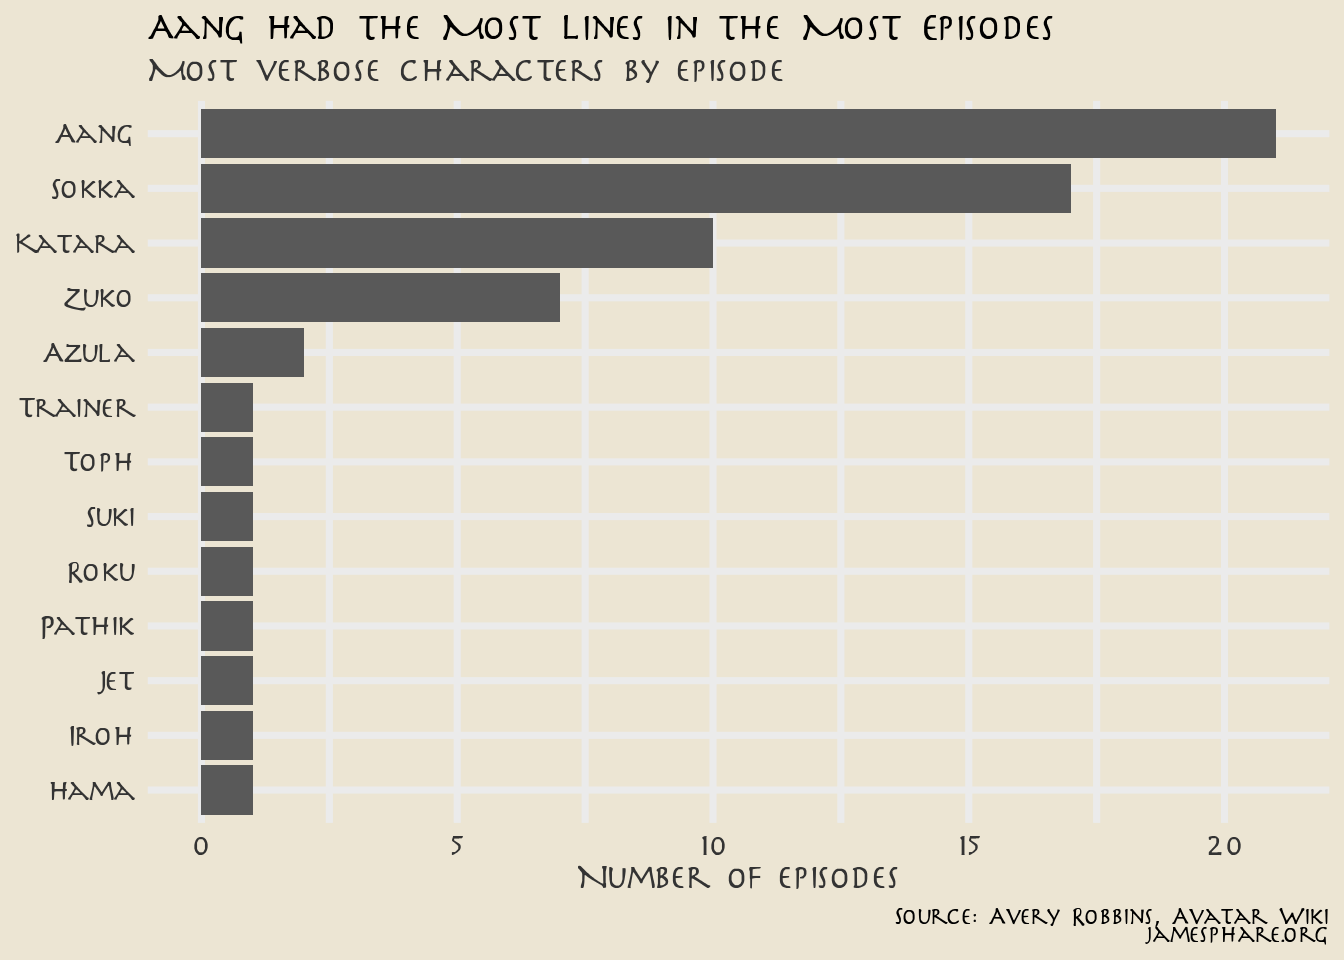 Aang had the Most Lines in the Most Episodes
Most verbose characters by episode
Aang
Sokka
Katara
Zuko
Azula
Trainer
Toph
Suki
Roku
Pathik
Jet
Iroh
Hama
0 5 10 15 20
Number of episodes
Source: Avery Robbins, Avatar Wiki
jamesphare.org